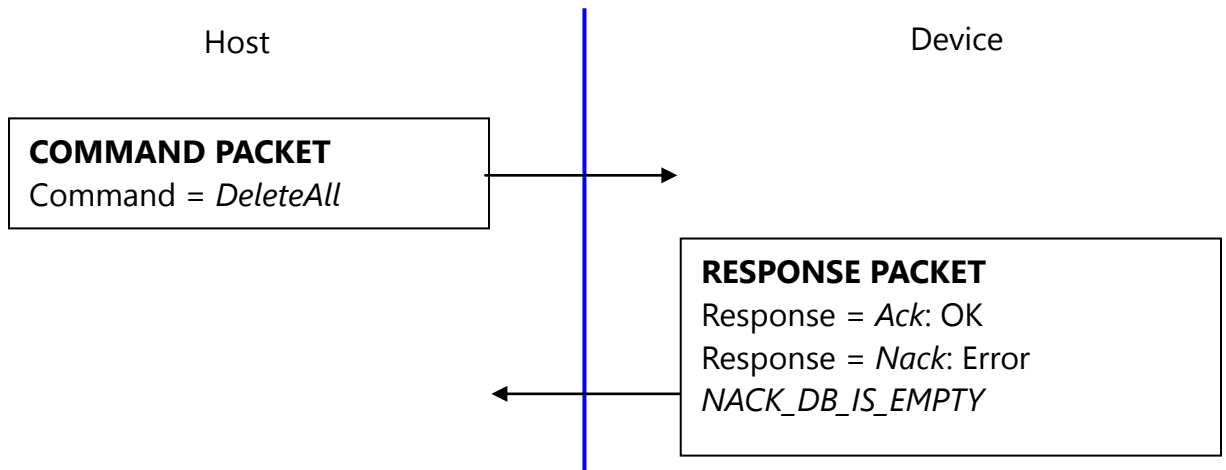 Host
Device
COMMAND PACKET
Command = DeleteAll
RESPONSE PACKET
Response = Ack: OK
Response = Nack: Error
NACK_DB_IS_EMPTY